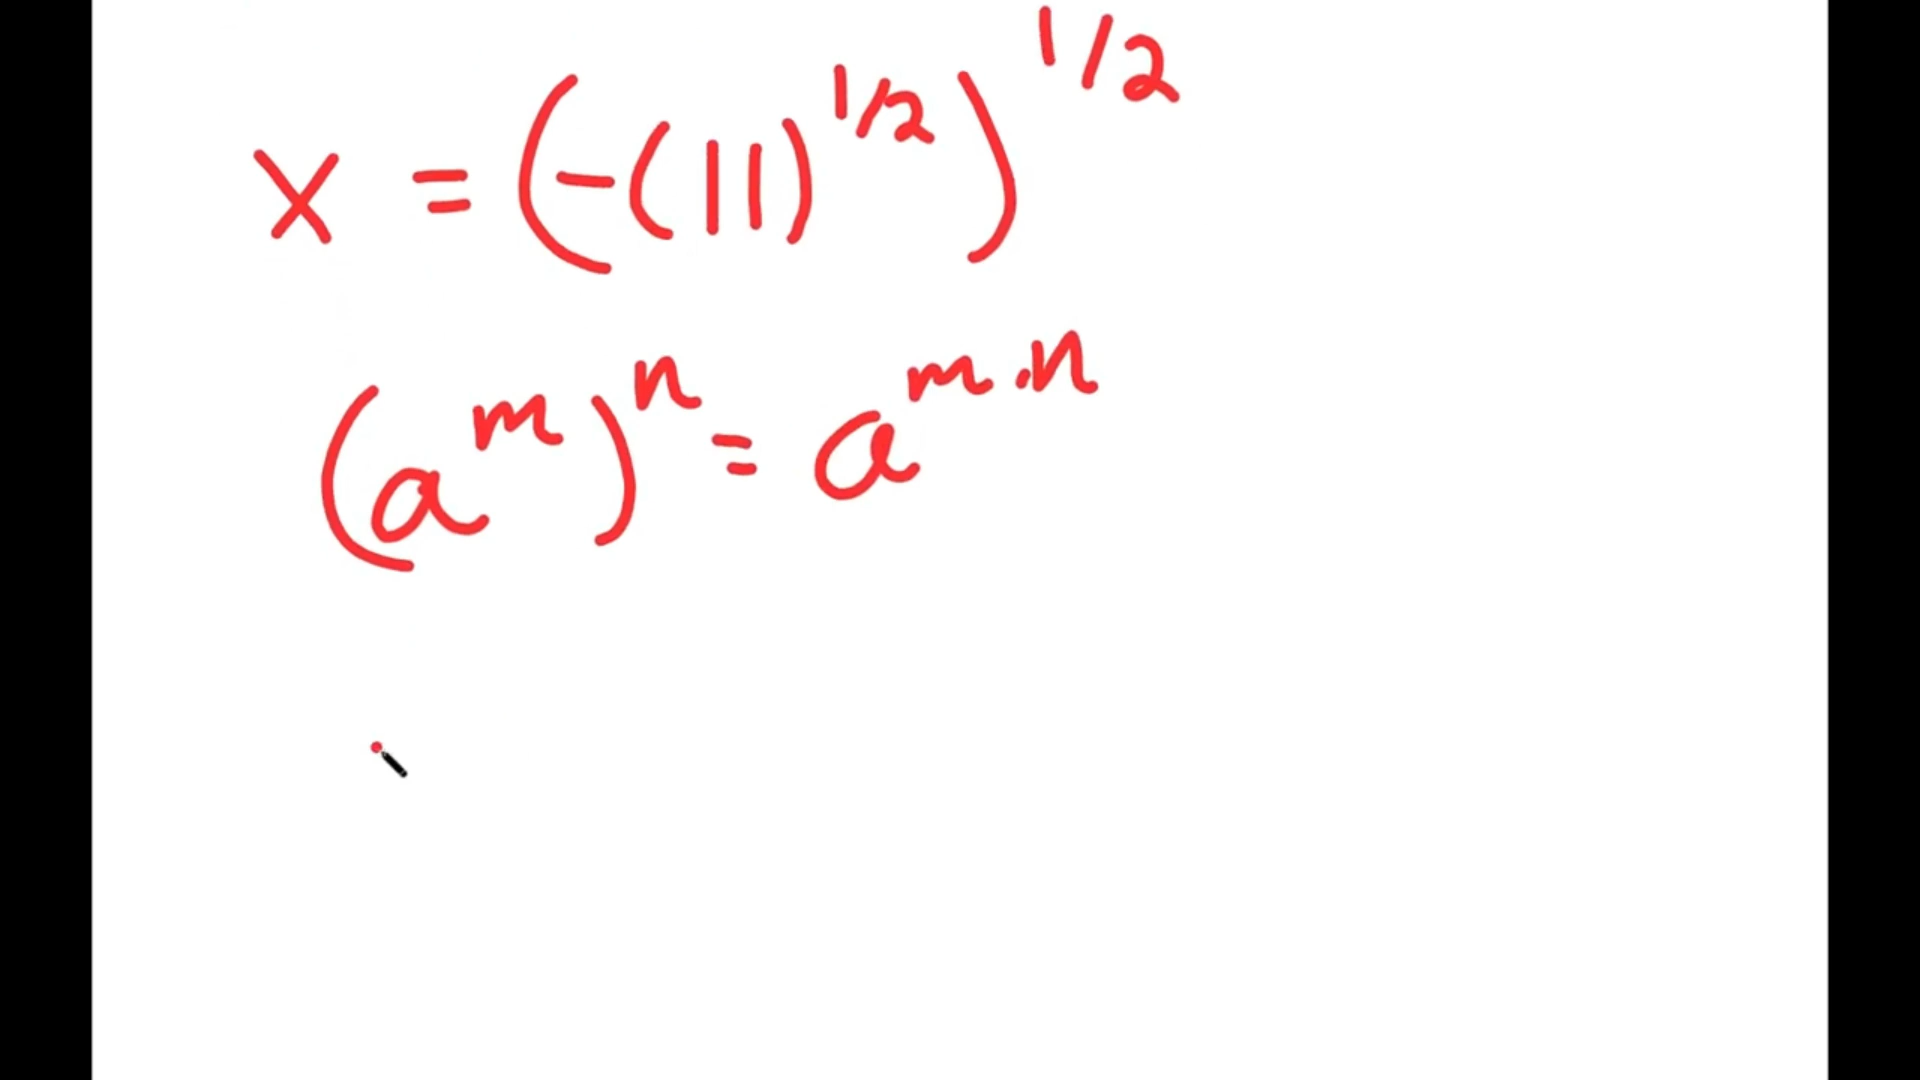 x = (-(11)^1/2)^1/2
(a^m)^n = a^m·n